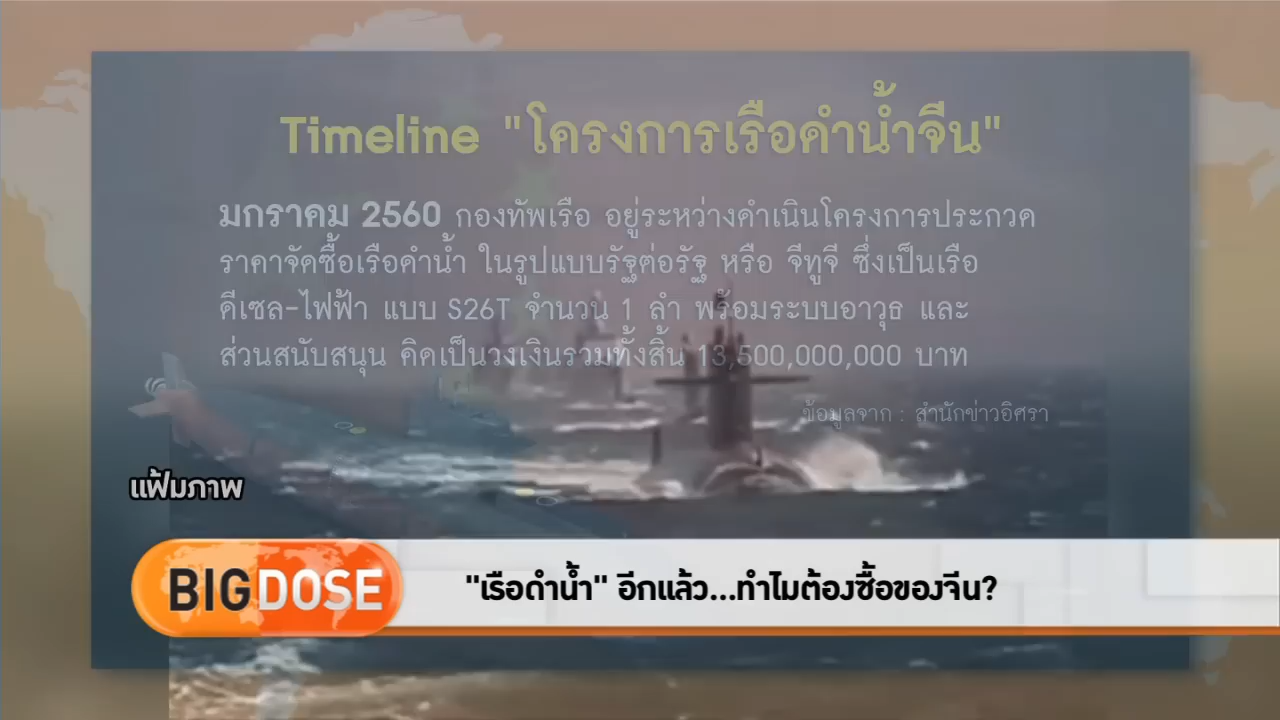 Timeline "โครงการเรือดำน้ำจีน"
มกราคม 2560 กองทัพเรือ อยู่ระหว่างดำเนินโครงการประกวด
ราคาจัดซื้อเรือดำน้ำ ในรูปแบบรัฐต่อรัฐ หรือ จีทูจี ซึ่งเป็นเรือ
ดีเซล-ไฟฟ้า แบบ S26T จำนวน 1 ลำ พร้อมระบบอาวุธ และ
ส่วนสนับสนุน คิดเป็นวงเงินรวมทั้งสิ้น 13,500,000,000 บาท
ข้อมูลจาก : สำนักข่าวอิศรา
แฟ้มภาพ
BIGDOSE
"เรือดำน้ำ" อีกแล้ว...ทำไมต้องซื้อของจีน?